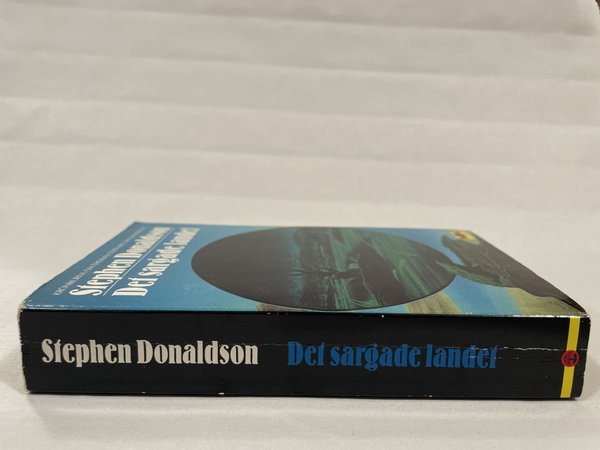 Stephen Donaldson
Det sargade landet
Stephen Donaldson Det sargade landet